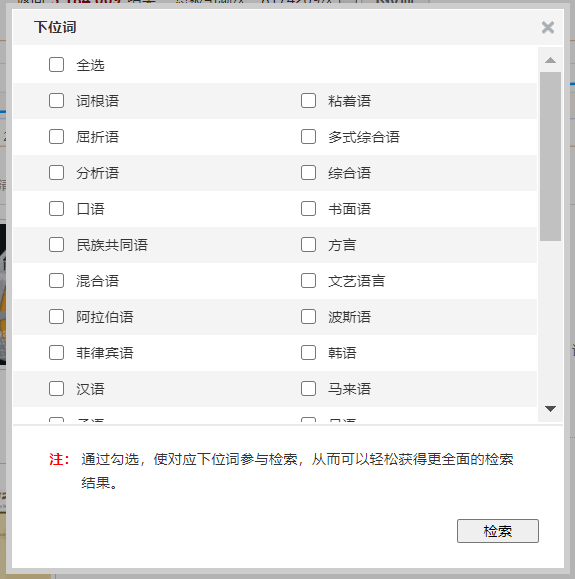 下位词
全选
词根语 粘着语
屈折语 多式综合语
分析语 综合语
口语 书面语
民族共同语 方言
混合语 文艺语言
阿拉伯语 波斯语
菲律宾语 韩语
汉语 马来语
注： 通过勾选，使对应下位词参与检索，从而可以轻松获得更全面的检索
结果。
检索